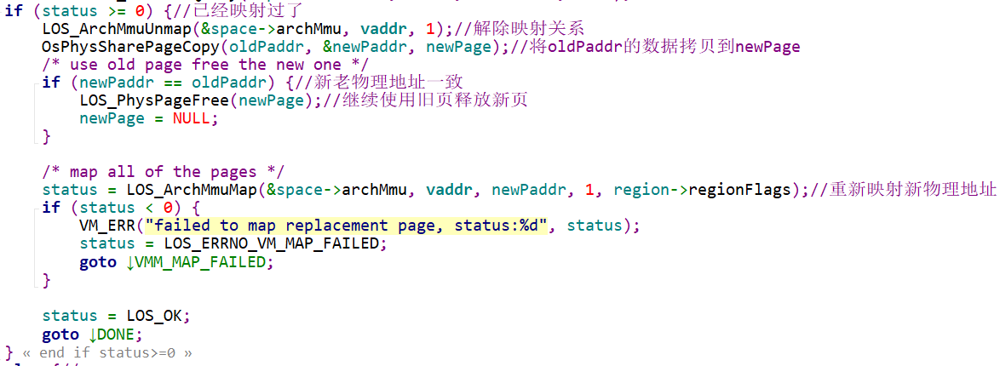 if (status >= 0) {//已经映射过了
    LOS_ArchMmuUnmap(&space->archMmu, vaddr, 1);//解除映射关系
    OsPhysSharePageCopy(oldPaddr, &newPaddr, newPage);//将oldPaddr的数据拷贝到newPage
    /* use old page free the new one */
    if (newPaddr == oldPaddr) {//新老物理地址一致
        LOS_PhysPageFree(newPage);//继续使用旧页释放新页
        newPage = NULL;
    }

    /* map all of the pages */
    status = LOS_ArchMmuMap(&space->archMmu, vaddr, newPaddr, 1, region->regionFlags);//重新映射新物理地址
    if (status < 0) {
        VM_ERR("failed to map replacement page, status:%d", status);
        status = LOS_ERRNO_VM_MAP_FAILED;
        goto ↓VMM_MAP_FAILED;
    }

    status = LOS_OK;
    goto ↓DONE;
} « end if status>=0 »